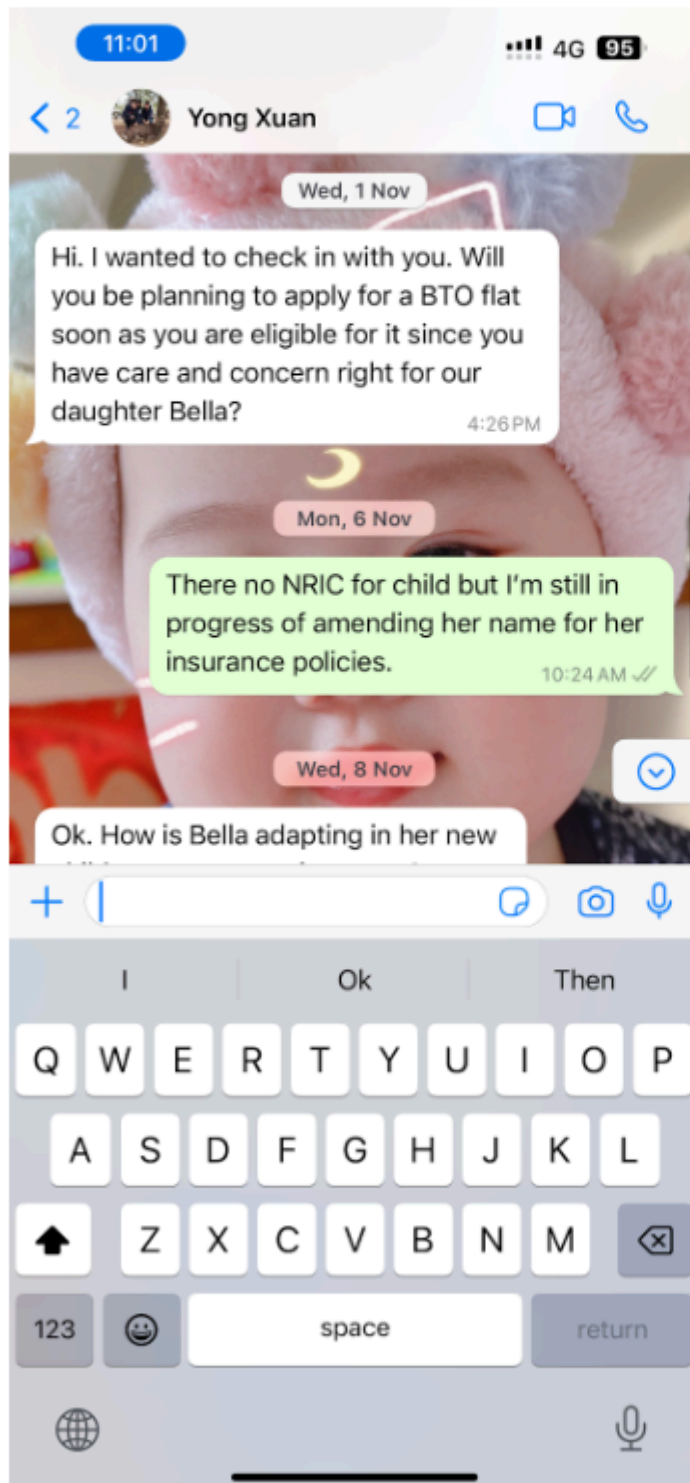 11:01
4G 95
2 Yong Xuan
Wed, 1 Nov
Hi. I wanted to check in with you. Will
you be planning to apply for a BTO flat
soon as you are eligible for it since you
have care and concern right for our
daughter Bella?
4:26 PM
Mon, 6 Nov
There no NRIC for child but I'm still in
progress of amending her name for her
insurance policies.
10:24 AM
Wed, 8 Nov
Ok. How is Bella adapting in her new
I Ok Then
Q W E R T Y U I O P
A S D F G H J K L
Z X C V B N M
123 space return